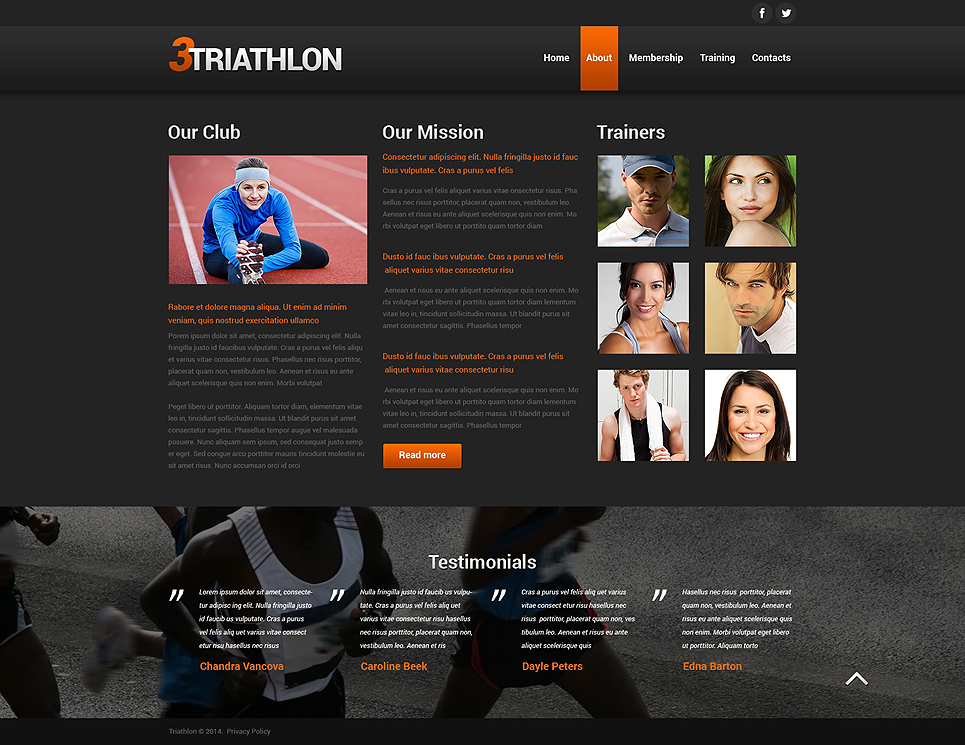 3TRIATHLON
Home About Membership Training Contacts
Our Club
Rabore et dolore magna aliqua. Ut enim ad minim
veniam, quis nostrud exercitation ullamco
Porem ipsum dolor sit amet, consectetur adipiscing elit. Nulla
fringilla justo id faucibus vulputate. Cras a purus vel felis aliqu
et varius vitae consectetur risus. Phasellus nec risus porttitor,
placerat quam non, vestibulum leo. Aenean et risus eu ante
aliquet scelerisque quis non enim. Morbi volutpat
Peget libero ut porttitor. Aliquam tortor diam, elementum vitae
leo in, tincidunt sollicitudin massa. Ut blandit purus sit amet
consectetur sagittis. Phasellus tempor augue vel malesuada
posuere. Nunc aliquam sem ipsum, sed consequat justo semp
er eget. Sed congue arcu porttitor mauris tincidunt molestie eu
sit amet risus. Nunc accumsan orci id orci
Our Mission
Consectetur adipiscing elit. Nulla fringilla justo id fauc
ibus vulputate. Cras a purus vel felis
Cras a purus vel felis aliquet varius vitae onsectetur risus. Pha
sellus nec risus porttitor, placerat quam non, vestibulum leo.
Aenean et risus eu ante aliquet scelerisque quis non enim. Mo
rbi volutpat eget libero ut porttito quam tortor diam
Dusto id fauc ibus vulputate. Cras a purus vel felis
aliquet varius vitae consectetur risu
Aenean et risus eu ante aliquet scelerisque quis non enim. Mo
rbi volutpat eget libero ut porttito quam tortor diam lementum
vitae leo in, tincidunt sollicitudin massa. Ut blandit purus sit
amet consectetur sagittis. Phasellus tempor
Dusto id fauc ibus vulputate. Cras a purus vel felis
aliquet varius vitae consectetur risu
Aenean et risus eu ante aliquet scelerisque quis non enim. Mo
rbi volutpat eget libero ut porttito quam tortor diam lementum
vitae leo in, tincidunt sollicitudin massa. Ut blandit purus sit
amet consectetur sagittis. Phasellus tempor
Read more
Trainers
Testimonials
Lorem ipsum dolor sit amet, consecte-
tur adipisc ing elit. Nulla fringilla justo
id faucib us vulputate. Cras a purus
vel felis aliq uet varius vitae consect
etur risu hasellus nec risus
Chandra Vancova
Nulla fringilla justo id faucib us vulpu-
tate. Cras a purus vel felis aliq uet
varius vitae consectetur risu hasellus
nec risus porttitor, placerat quam non,
vestibulum leo. Aenean et ris
Caroline Beek
Cras a purus vel felis aliq uet varius
vitae consect etur risu hasellus nec
risus porttitor, placerat quam non, ves
tibulum leo. Aenean et risus eu ante
aliquet scelerisque quis
Dayle Peters
Hasellus nec risus porttitor, placerat
quam non, vestibulum leo. Aenean et
risus eu ante aliquet scelerisque quis
non enim. Morbi volutpat eget libero
ut porttitor. Aliquam torto
Edna Barton
Triathlon © 2014. Privacy Policy